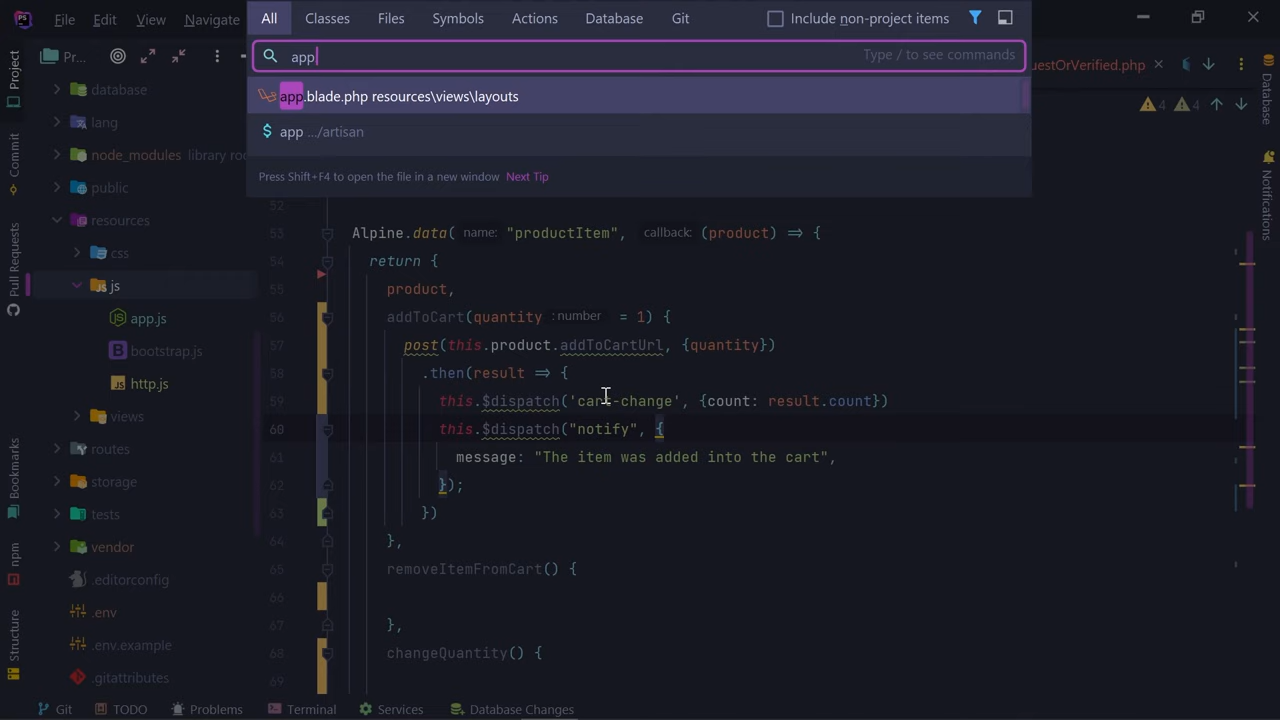 PS File Edit View Navigate
All Classes Files Symbols Actions Database Git Include non-project items
app Type / to see commands
app.blade.php resources\views\layouts
app .../artisan
Press Shift+F4 to open the file in a new window Next Tip
Project
Commit
Pull Requests
Bookmarks
npm
Structure
Pr...
database
lang
node_modules library ro
public
resources
css
js
app.js
bootstrap.js
http.js
views
routes
storage
tests
vendor
.editorconfig
.env
.env.example
.gitattributes
uestOrVerified.php
4 4
Database
Notifications
52
53 Alpine.data( name: "productItem", callback: (product) => {
54 return {
55 product,
56 addToCart(quantity : number = 1) {
57 post(this.product.addToCartUrl, {quantity})
58 .then(result => {
59 this.$dispatch('cart-change', {count: result.count})
60 this.$dispatch("notify", {
61 message: "The item was added into the cart",
62 });
63 })
64 },
65 removeItemFromCart() {
66
67 },
68 changeQuantity() {
69
Git TODO Problems Terminal Services Database Changes